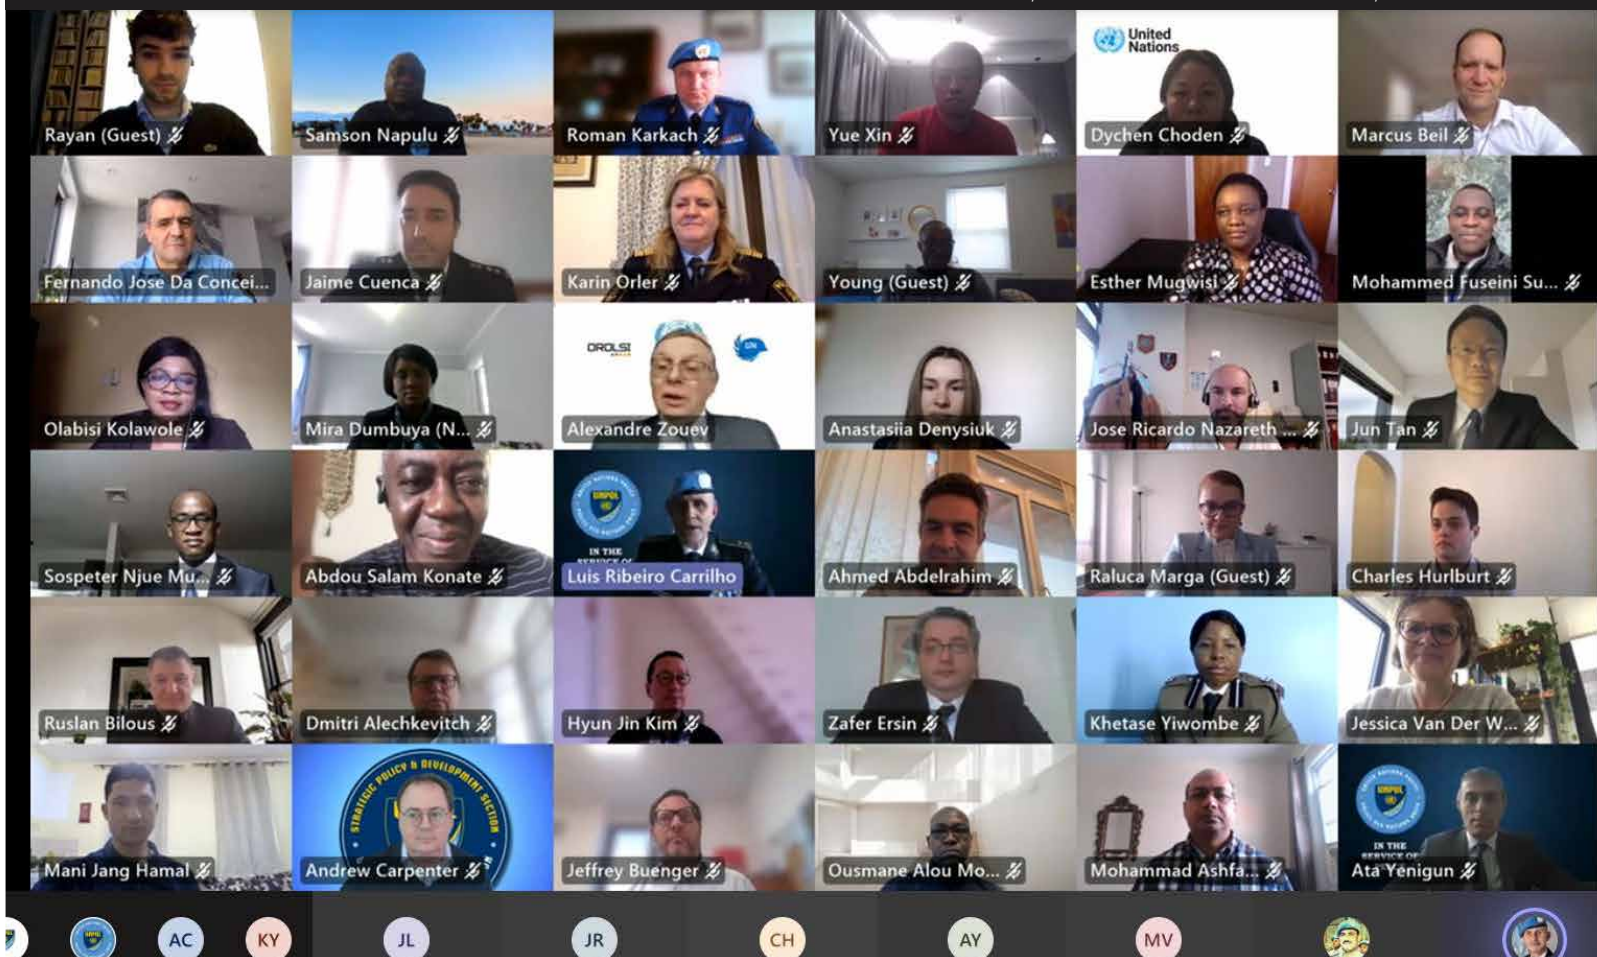 United
Nations
Rayan (Guest)
Samson Napulu
Roman Karkach
Yue Xin
Dychen Choden
Marcus Beil
Fernando Jose Da Concei...
Jaime Cuenca
Karin Orler
Young (Guest)
Esther Mugwisi
Mohammed Fuseini Su...
OROLSI
Olabisi Kolawole
Mira Dumbuya (N...
Alexandre Zouev
Anastasiia Denysiuk
Jose Ricardo Nazareth ...
Jun Tan
UNPOL
IN THE
SERVICE OF
Sospeter Njue Mu...
Abdou Salam Konate
Luis Ribeiro Carrilho
Ahmed Abdelrahim
Raluca Marga (Guest)
Charles Hurlburt
Ruslan Bilous
Dmitri Alechkevitch
Hyun Jin Kim
Zafer Ersin
Khetase Yiwombe
Jessica Van Der W...
STRATEGIC POLICY & DEVELOPMENT SECTION
UNPOL
IN THE
SERVICE OF
Mani Jang Hamal
Andrew Carpenter
Jeffrey Buenger
Ousmane Alou Mo...
Mohammad Ashfa...
Ata Yenigun
AC
KY
JL
JR
CH
AY
MV